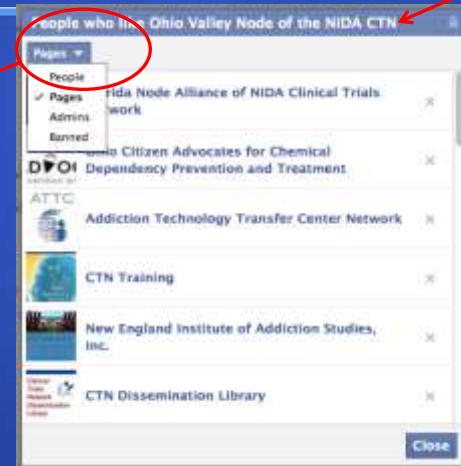 People who like Ohio Valley Node of the NIDA CTN
Pages
People
✓ Pages
Admins
Banned
rida Node Alliance of NIDA Clinical Trials
work
Ohio Citizen Advocates for Chemical
Dependency Prevention and Treatment
ATTC
Addiction Technology Transfer Center Network
CTN Training
New England Institute of Addiction Studies,
Inc.
CTN Dissemination Library
Close